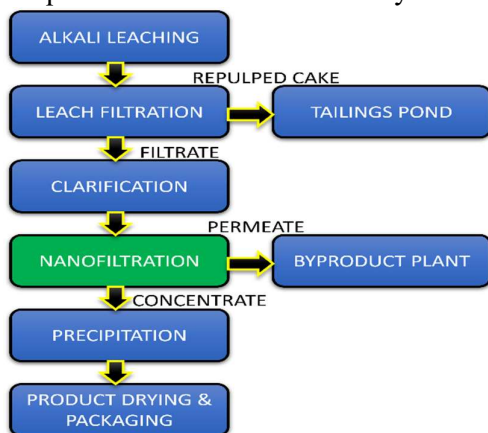 ALKALI LEACHING
REPULPED CAKE
LEACH FILTRATION
TAILINGS POND
FILTRATE
CLARIFICATION
PERMEATE
NANOFILTRATION
BYPRODUCT PLANT
CONCENTRATE
PRECIPITATION
PRODUCT DRYING &
PACKAGING